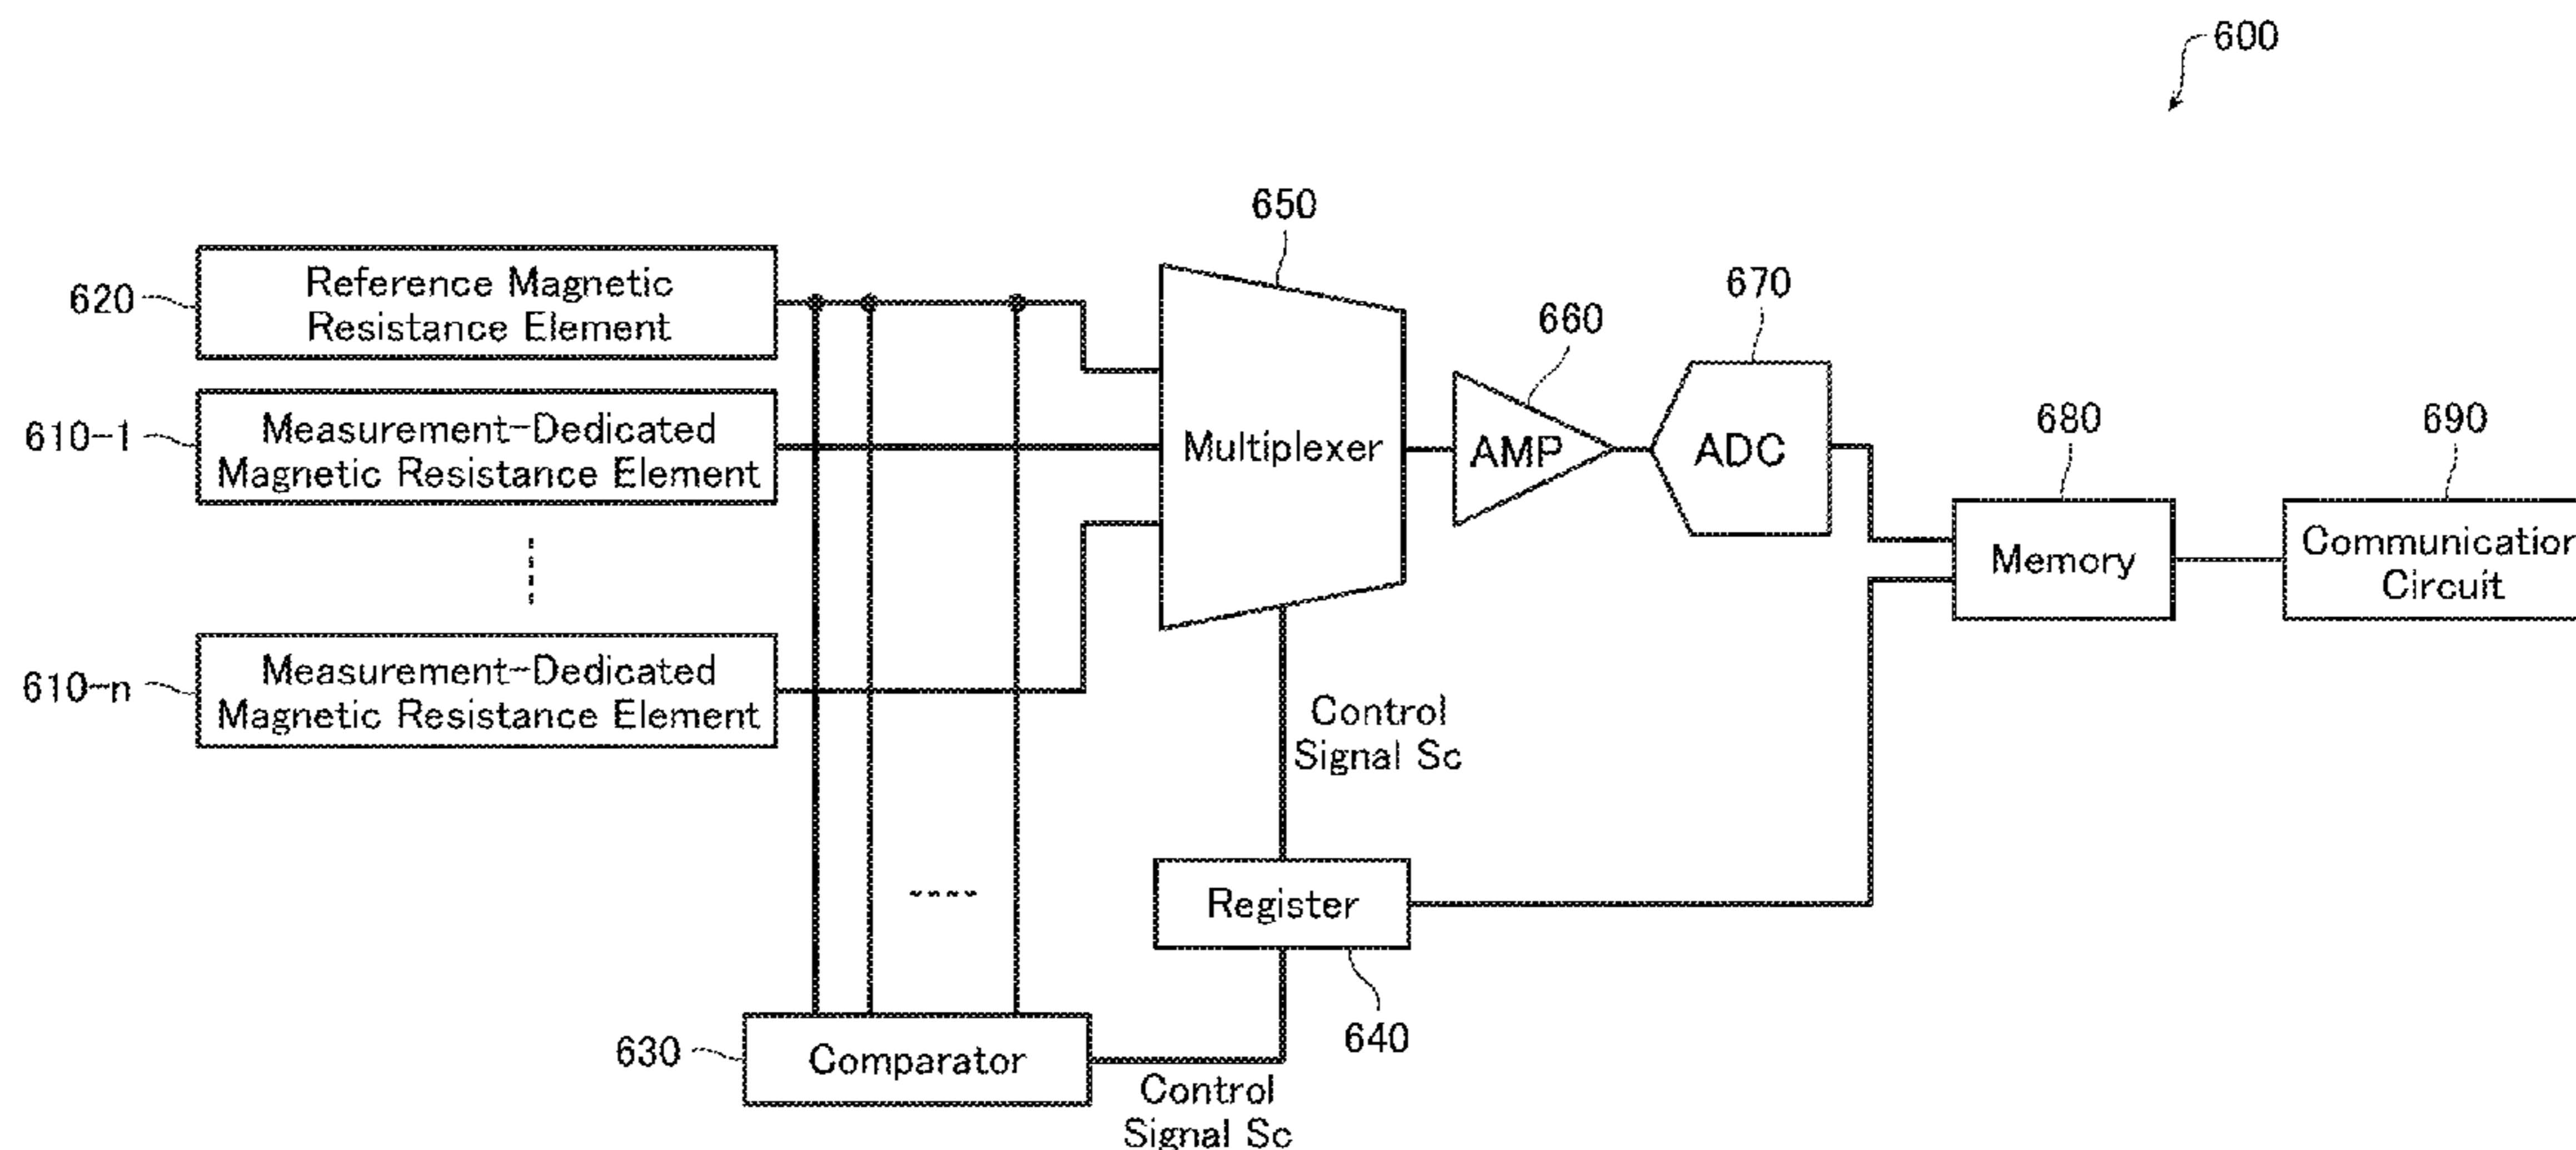 600
650
620
Reference Magnetic
Resistance Element
670
660
610-1
Measurement-Dedicated
Magnetic Resistance Element
Multiplexer
AMP
ADC
680
690
Memory
Communication
Circuit
610-n
Measurement-Dedicated
Magnetic Resistance Element
Control
Signal Sc
Register
640
630
Comparator
Control
Signal Sc